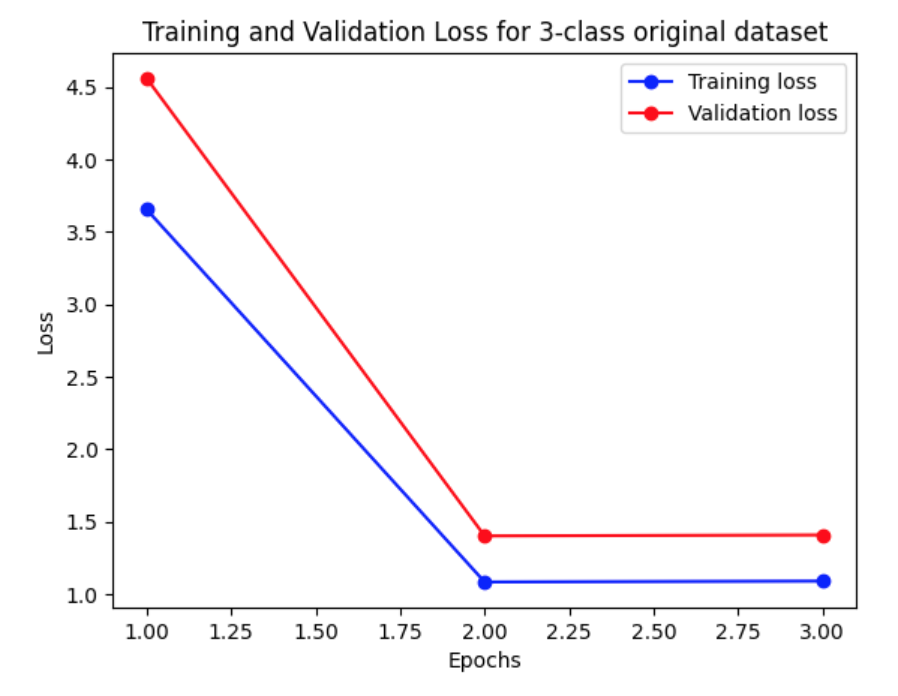 Training and Validation Loss for 3-class original dataset
Training loss
Validation loss
4.5
4.0
3.5
3.0
2.5
2.0
1.5
1.0
Loss
1.00 1.25 1.50 1.75 2.00 2.25 2.50 2.75 3.00
Epochs